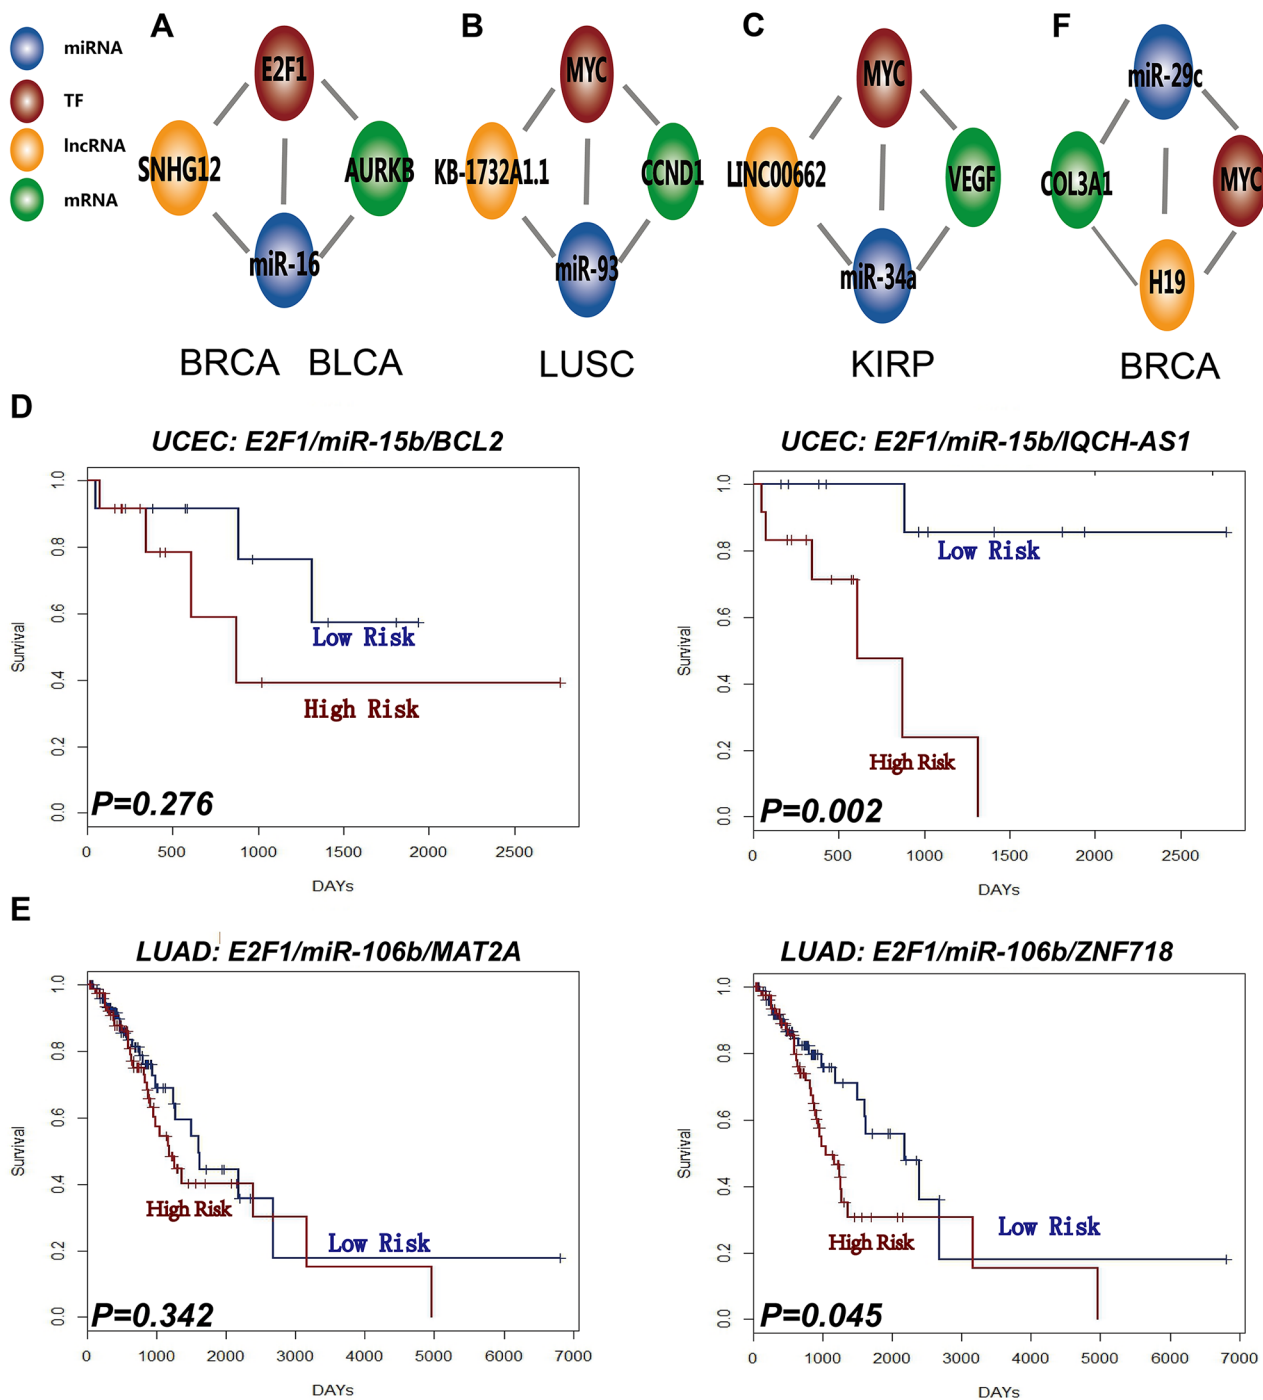 A
B
C
F
miRNA
TF
lncRNA
mRNA
E2F1
SNHG12
AURKB
miR-16
BRCA BLCA
MYC
KB-1732A1.1
CCND1
miR-93
LUSC
MYC
LINC00662
VEGF
miR-34a
KIRP
miR-29c
COL3A1
MYC
H19
BRCA
D
UCEC: E2F1/miR-15b/BCL2
Survival
1.0
0.8
0.6
0.4
0.2
0.0
Low Risk
High Risk
P=0.276
0 500 1000 1500 2000 2500
DAYs
UCEC: E2F1/miR-15b/IQCH-AS1
Survival
1.0
0.8
0.6
0.4
0.2
0.0
Low Risk
High Risk
P=0.002
0 500 1000 1500 2000 2500
DAYs
E
LUAD: E2F1/miR-106b/MAT2A
Survival
1.0
0.8
0.6
0.4
0.2
0.0
High Risk
Low Risk
P=0.342
0 1000 2000 3000 4000 5000 6000 7000
DAYs
LUAD: E2F1/miR-106b/ZNF718
Survival
1.0
0.8
0.6
0.4
0.2
0.0
Low Risk
High Risk
P=0.045
0 1000 2000 3000 4000 5000 6000 7000
DAYs